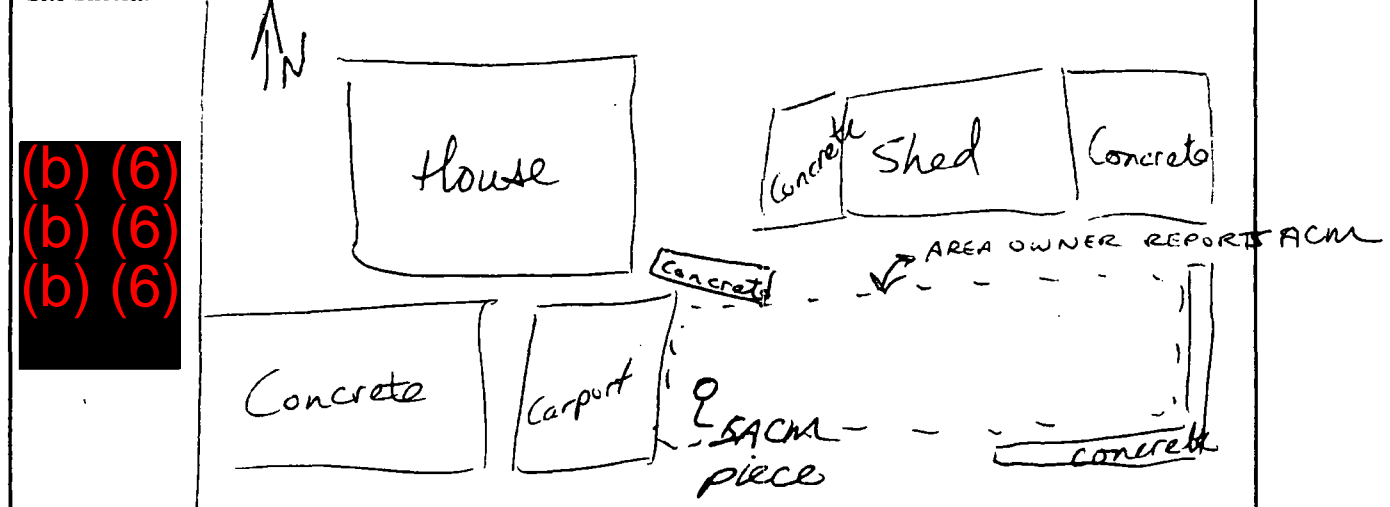 N
House
Concrete
Shed
Concrete
(b) (6)
(b) (6)
(b) (6)
AREA OWNER REPORTS ACM
Concrete
Concrete
Carport
ACM
piece
concrete